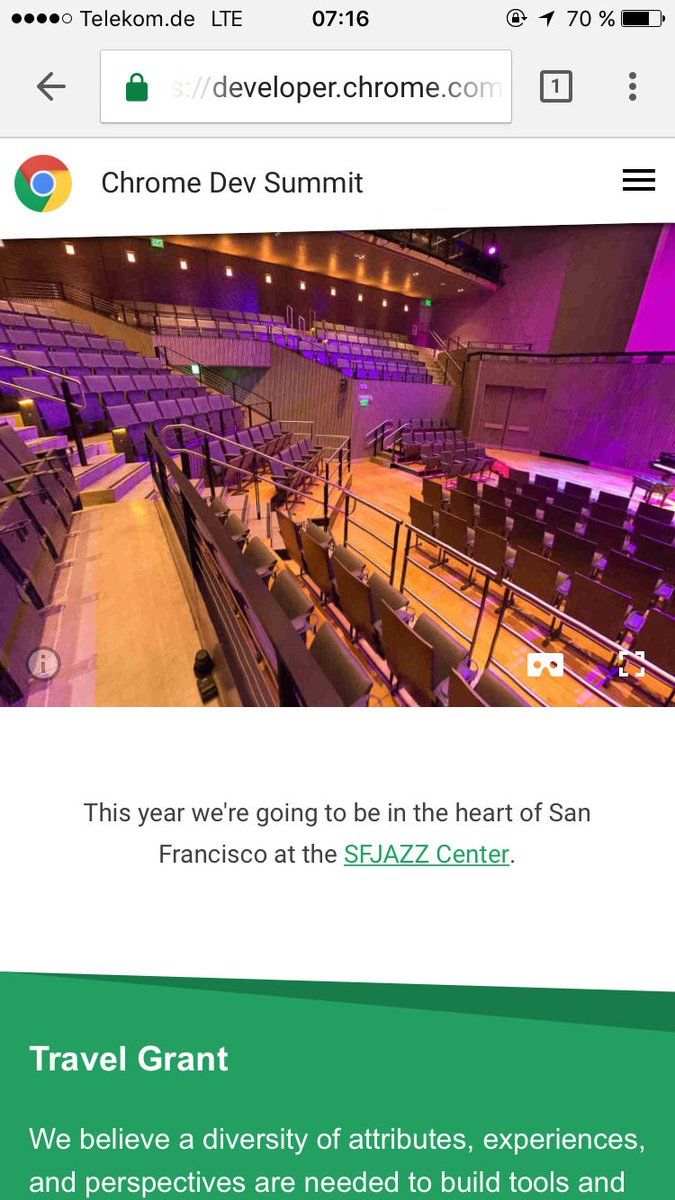 Telekom.de LTE 07:16 70 %
s://developer.chrome.com
1
Chrome Dev Summit
This year we're going to be in the heart of San
Francisco at the SFJAZZ Center.
Travel Grant
We believe a diversity of attributes, experiences,
and perspectives are needed to build tools and